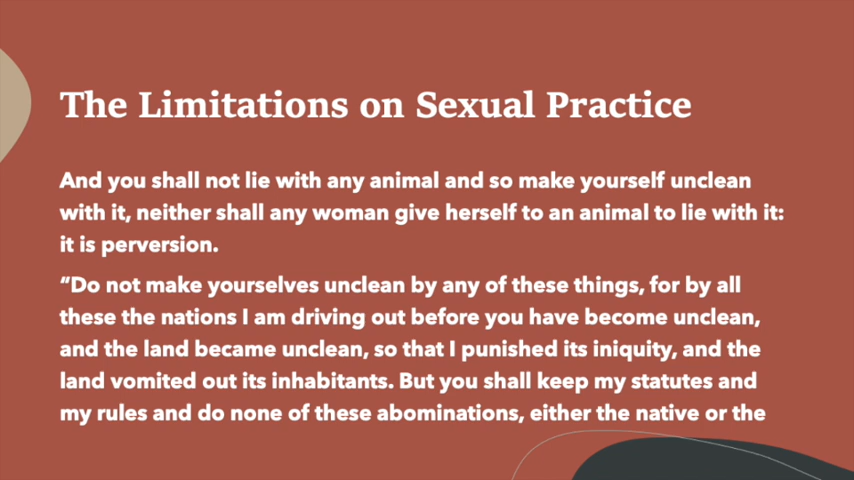 The Limitations on Sexual Practice
And you shall not lie with any animal and so make yourself unclean
with it, neither shall any woman give herself to an animal to lie with it:
it is perversion.
“Do not make yourselves unclean by any of these things, for by all
these the nations I am driving out before you have become unclean,
and the land became unclean, so that I punished its iniquity, and the
land vomited out its inhabitants. But you shall keep my statutes and
my rules and do none of these abominations, either the native or the